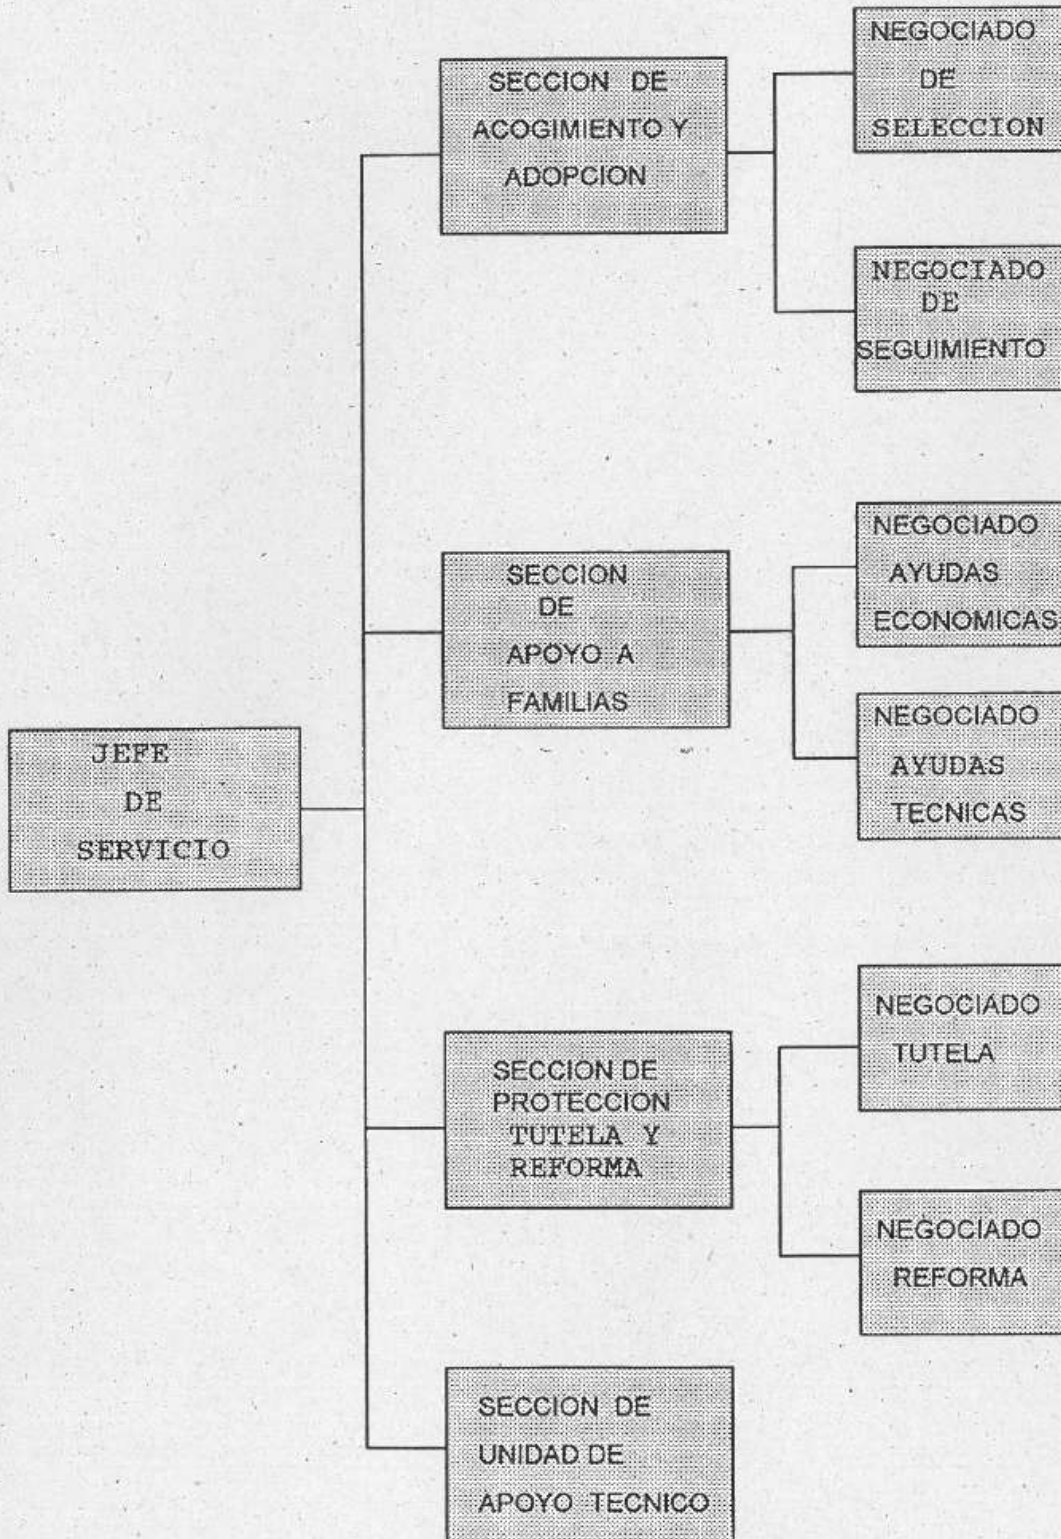 NEGOCIADO
DE
SELECCION
SECCION DE
ACOGIMIENTO Y
ADOPCION
NEGOCIADO
DE
SEGUIMIENTO
NEGOCIADO
AYUDAS
ECONOMICAS
SECCION
DE
APOYO A
FAMILIAS
NEGOCIADO
AYUDAS
TECNICAS
JEFE
DE
SERVICIO
NEGOCIADO
TUTELA
SECCION DE
PROTECCION
TUTELA Y
REFORMA
NEGOCIADO
REFORMA
SECCION DE
UNIDAD DE
APOYO TECNICO